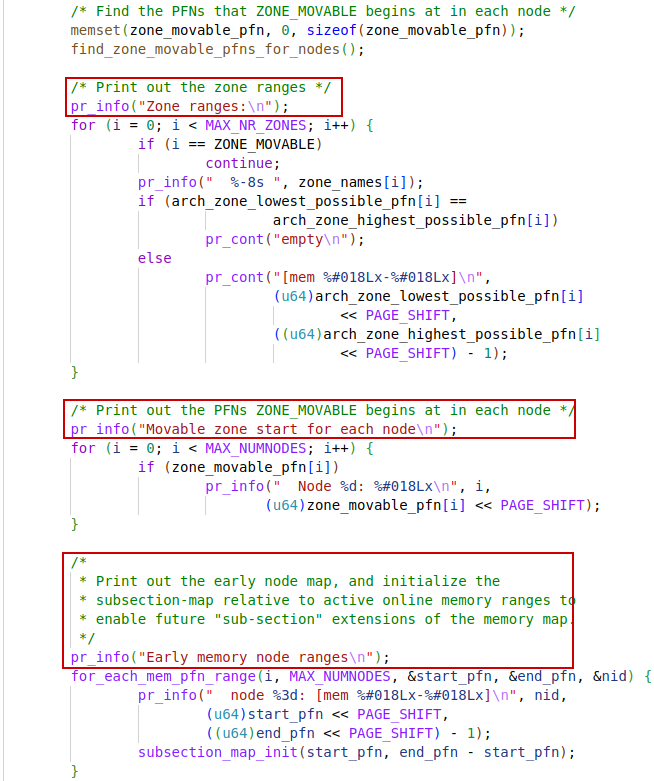 /* Find the PFNs that ZONE_MOVABLE begins at in each node */
memset(zone_movable_pfn, 0, sizeof(zone_movable_pfn));
find_zone_movable_pfns_for_nodes();
/* Print out the zone ranges */
pr_info("Zone ranges:\n");
for (i = 0; i < MAX_NR_ZONES; i++) {
if (i == ZONE_MOVABLE)
continue;
pr_info("  %-8s ", zone_names[i]);
if (arch_zone_lowest_possible_pfn[i] ==
arch_zone_highest_possible_pfn[i])
pr_cont("empty\n");
else
pr_cont("[mem %#018Lx-%#018Lx]\n",
(u64)arch_zone_lowest_possible_pfn[i]
<< PAGE_SHIFT,
((u64)arch_zone_highest_possible_pfn[i]
<< PAGE_SHIFT) - 1);
}
/* Print out the PFNs ZONE_MOVABLE begins at in each node */
pr_info("Movable zone start for each node\n");
for (i = 0; i < MAX_NUMNODES; i++) {
if (zone_movable_pfn[i])
pr_info("  Node %d: %#018Lx\n", i,
(u64)zone_movable_pfn[i] << PAGE_SHIFT);
}
/*
* Print out the early node map, and initialize the
* subsection-map relative to active online memory ranges to
* enable future "sub-section" extensions of the memory map.
*/
pr_info("Early memory node ranges\n");
for_each_mem_pfn_range(i, MAX_NUMNODES, &start_pfn, &end_pfn, &nid) {
pr_info("  node %3d: [mem %#018Lx-%#018Lx]\n", nid,
(u64)start_pfn << PAGE_SHIFT,
((u64)end_pfn << PAGE_SHIFT) - 1);
subsection_map_init(start_pfn, end_pfn - start_pfn);
}